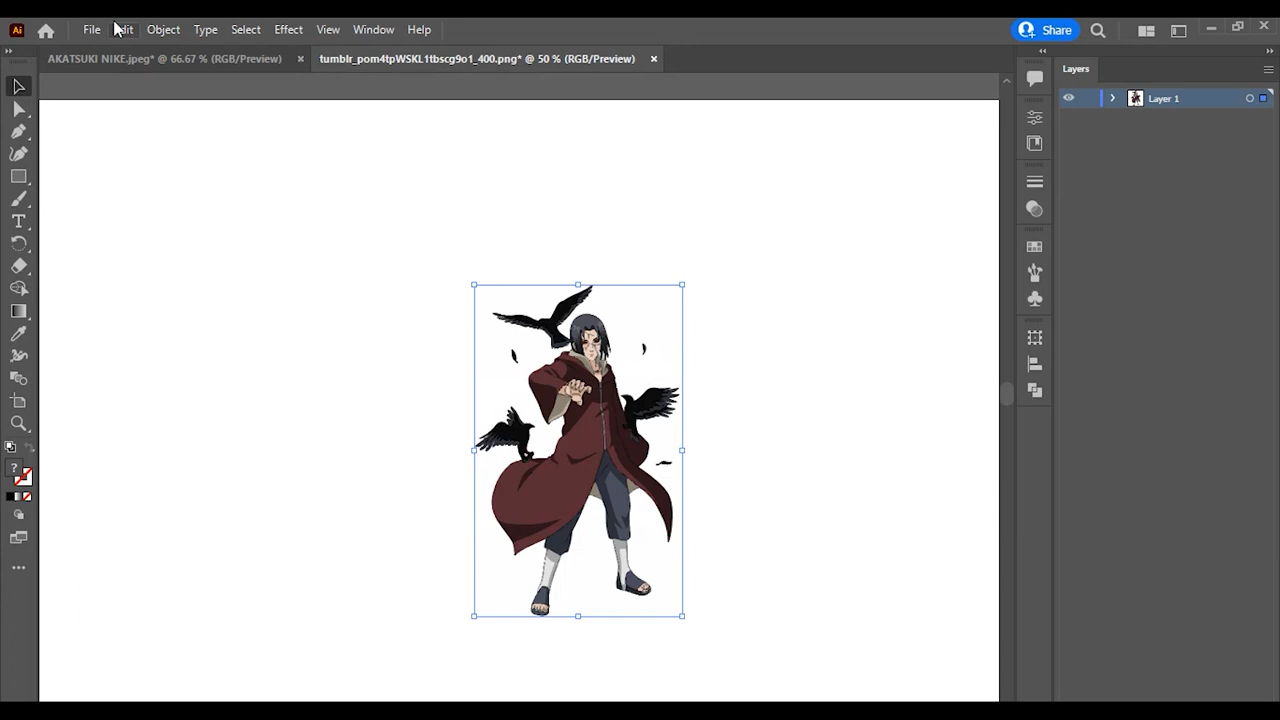 Ai File Edit Object Type Select Effect View Window Help Share
AKATSUKI NIKE.jpeg* @ 66.67 % (RGB/Preview) tumblr_pom4tpWSKL1tbscg9o1_400.png* @ 50 % (RGB/Preview)
Layers
Layer 1